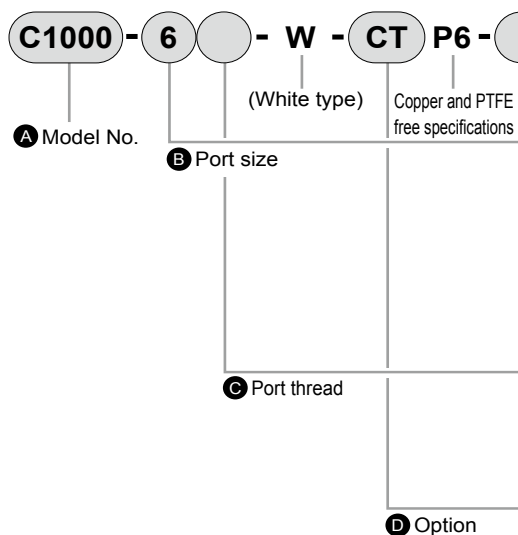 C1000 - 6 - W - CT P6 -
(White type)
Copper and PTFE
free specifications
A Model No.
B Port size
C Port thread
D Option